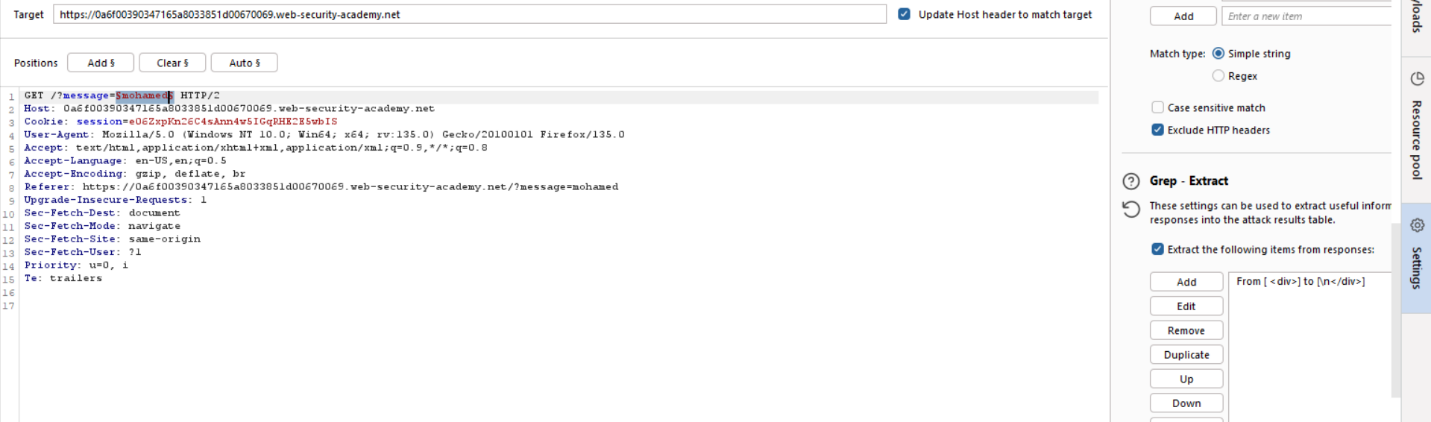 Target https://0a6f00390347165a8033851d00670069.web-security-academy.net Update Host header to match target
Positions Add § Clear § Auto §
1 GET /?message=§mohamed§ HTTP/2
2 Host: 0a6f00390347165a8033851d00670069.web-security-academy.net
3 Cookie: session=e06ZxpKn26C4sAnn4w5IGqRHE2E5wbIS
4 User-Agent: Mozilla/5.0 (Windows NT 10.0; Win64; x64; rv:135.0) Gecko/20100101 Firefox/135.0
5 Accept: text/html,application/xhtml+xml,application/xml;q=0.9,*/*;q=0.8
6 Accept-Language: en-US,en;q=0.5
7 Accept-Encoding: gzip, deflate, br
8 Referer: https://0a6f00390347165a8033851d00670069.web-security-academy.net/?message=mohamed
9 Upgrade-Insecure-Requests: 1
10 Sec-Fetch-Dest: document
11 Sec-Fetch-Mode: navigate
12 Sec-Fetch-Site: same-origin
13 Sec-Fetch-User: ?1
14 Priority: u=0, i
15 Te: trailers
16
17
Add Enter a new item
Match type: Simple string
Regex
Case sensitive match
Exclude HTTP headers
Grep - Extract
These settings can be used to extract useful inform
responses into the attack results table.
Extract the following items from responses:
Add From [ <div>] to [\n</div>]
Edit
Remove
Duplicate
Up
Down
yloads
Resource pool
Settings